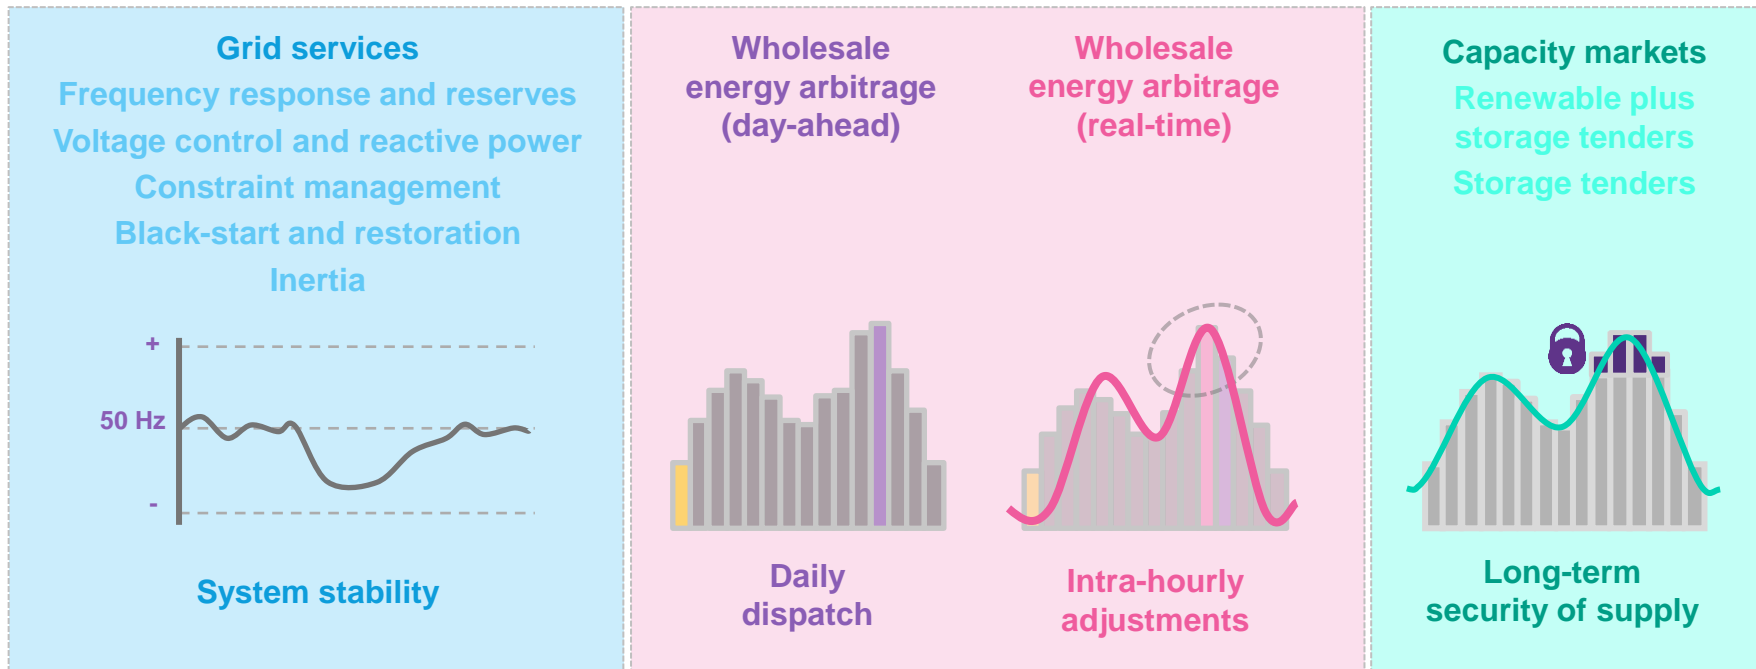 Grid services
Frequency response and reserves
Voltage control and reactive power
Constraint management
Black-start and restoration
Inertia
+
50 Hz
-
System stability
Wholesale
energy arbitrage
(day-ahead)
Daily
dispatch
Wholesale
energy arbitrage
(real-time)
Intra-hourly
adjustments
Capacity markets
Renewable plus
storage tenders
Storage tenders
Long-term
security of supply